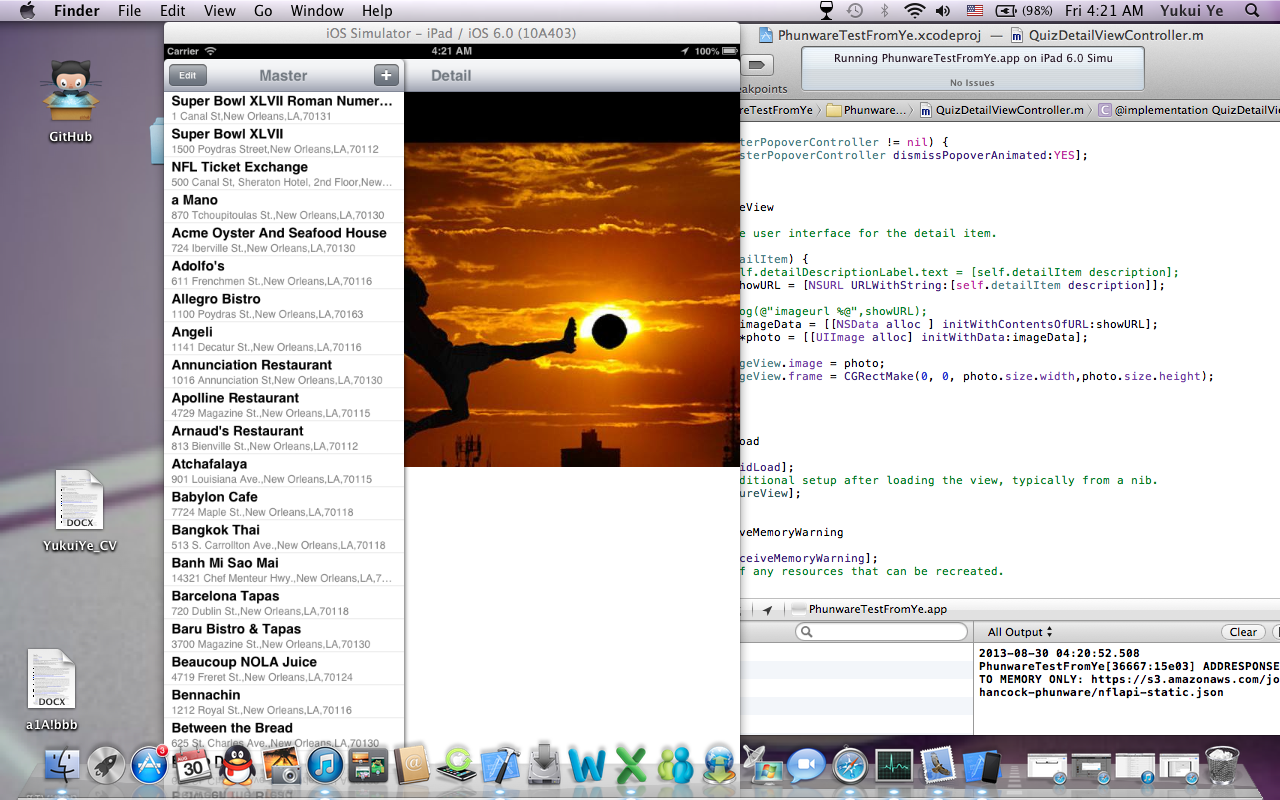 Finder File Edit View Go Window Help
(98%) Fri 4:21 AM Yukui Ye
GitHub
DOCX
YukuiYe_CV
DOCX
a1A!bbb
iOS Simulator – iPad / iOS 6.0 (10A403)
Carrier 4:21 AM 100%
Edit Master + Detail
Super Bowl XLVII Roman Numer…
1 Canal St,New Orleans,LA,70131
Super Bowl XLVII
1500 Poydras Street,New Orleans,LA,70112
NFL Ticket Exchange
500 Canal St, Sheraton Hotel, 2nd Floor,New…
a Mano
870 Tchoupitoulas St.,New Orleans,LA,70130
Acme Oyster And Seafood House
724 Iberville St.,New Orleans,LA,70130
Adolfo's
611 Frenchmen St.,New Orleans,LA,70116
Allegro Bistro
1100 Poydras St.,New Orleans,LA,70163
Angeli
1141 Decatur St.,New Orleans,LA,70116
Annunciation Restaurant
1016 Annunciation St,New Orleans,LA,70130
Apolline Restaurant
4729 Magazine St.,New Orleans,LA,70115
Arnaud's Restaurant
813 Bienville St.,New Orleans,LA,70112
Atchafalaya
901 Louisiana Ave.,New Orleans,LA,70115
Babylon Cafe
7724 Maple St.,New Orleans,LA,70118
Bangkok Thai
513 S. Carrollton Ave.,New Orleans,LA,70118
Banh Mi Sao Mai
14321 Chef Menteur Hwy.,New Orleans,LA,7…
Barcelona Tapas
720 Dublin St.,New Orleans,LA,70118
Baru Bistro & Tapas
3700 Magazine St.,New Orleans,LA,70130
Beaucoup NOLA Juice
4719 Freret St.,New Orleans,LA,70124
Bennachin
1212 Royal St.,New Orleans,LA,70116
Between the Bread
625 St. Charles Ave.,New Orleans,LA,70130
PhunwareTestFromYe.xcodeproj — QuizDetailViewController.m
Running PhunwareTestFromYe.app on iPad 6.0 Simu
No Issues
eakpoints
reTestFromYe Phunware... QuizDetailViewController.m @implementation QuizDetailVie
sterPopoverController != nil) {
sterPopoverController dismissPopoverAnimated:YES];
eView
e user interface for the detail item.
ailItem) {
lf.detailDescriptionLabel.text = [self.detailItem description];
howURL = [NSURL URLWithString:[self.detailItem description]];
og(@"imageurl %@",showURL);
imageData = [[NSData alloc ] initWithContentsOfURL:showURL];
*photo = [[UIImage alloc] initWithData:imageData];
geView.image = photo;
geView.frame = CGRectMake(0, 0, photo.size.width,photo.size.height);
oad
idLoad];
ditional setup after loading the view, typically from a nib.
ureView];
veMemoryWarning
ceiveMemoryWarning];
f any resources that can be recreated.
PhunwareTestFromYe.app
All Output Clear
2013-08-30 04:20:52.508
PhunwareTestFromYe[36667:15e03] ADDRESPONSE
TO MEMORY ONLY: https://s3.amazonaws.com/jo
hancock-phunware/nflapi-static.json
3
30